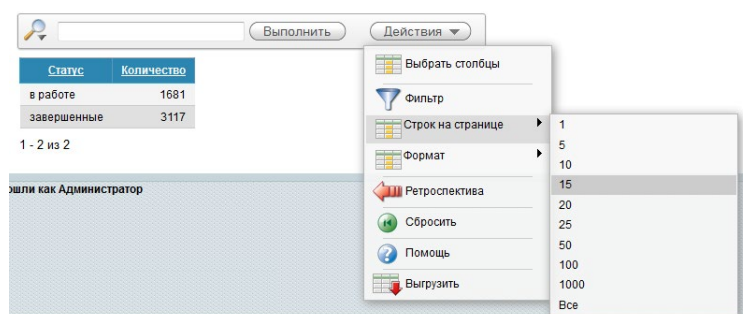 Выполнить Действия
Выбрать столбцы
Статус Количество
в работе 1681
завершенные 3117
1 - 2 из 2
Фильтр
Строк на странице
Формат
Ретроспектива
Сбросить
Помощь
Выгрузить
1
5
10
15
20
25
50
100
1000
Все
ошли как Администратор